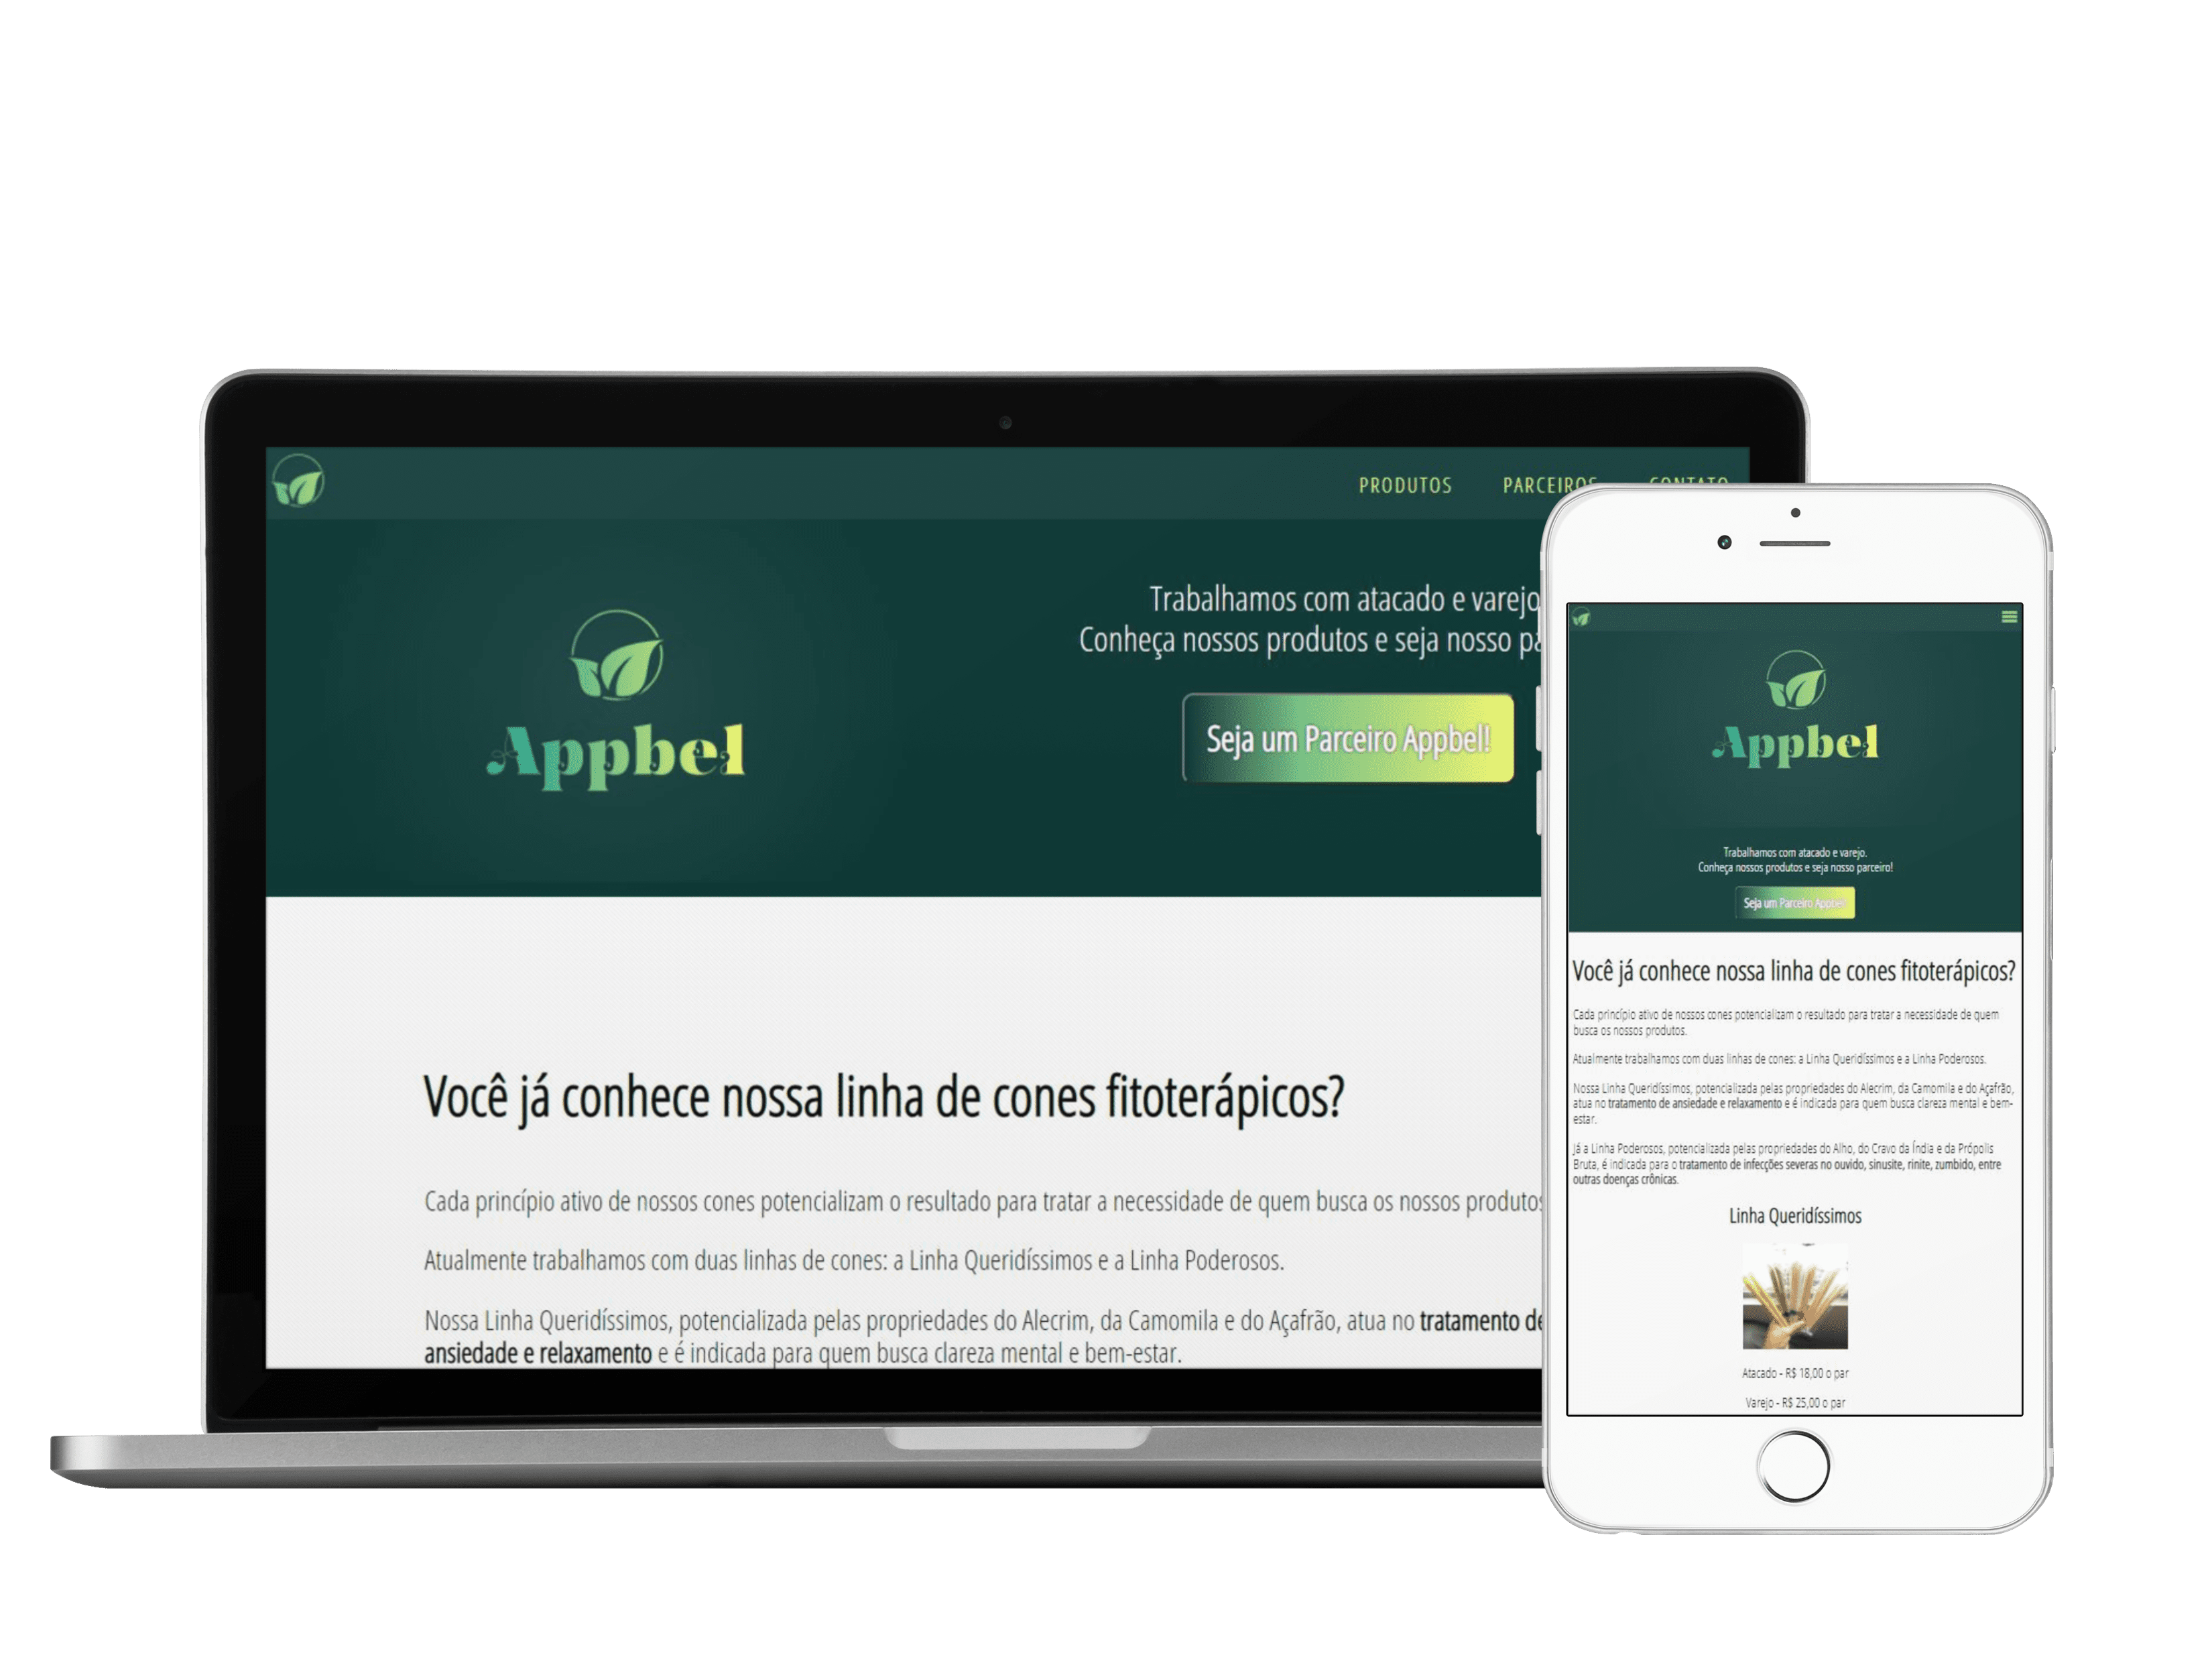 PRODUTOS PARCEIROS CONTATO
Appbel
Trabalhamos com atacado e varejo
Conheça nossos produtos e seja nosso pa
Seja um Parceiro Appbel!
Você já conhece nossa linha de cones fitoterápicos?
Cada princípio ativo de nossos cones potencializam o resultado para tratar a necessidade de quem busca os nossos produtos
Atualmente trabalhamos com duas linhas de cones: a Linha Queridíssimos e a Linha Poderosos.
Nossa Linha Queridíssimos, potencializada pelas propriedades do Alecrim, da Camomila e do Açafrão, atua no tratamento de
ansiedade e relaxamento e é indicada para quem busca clareza mental e bem-estar.
Appbel
Trabalhamos com atacado e varejo.
Conheça nossos produtos e seja nosso parceiro!
Seja um Parceiro Appbel!
Você já conhece nossa linha de cones fitoterápicos?
Cada princípio ativo de nossos cones potencializam o resultado para tratar a necessidade de quem
busca os nossos produtos.
Atualmente trabalhamos com duas linhas de cones: a Linha Queridíssimos e a Linha Poderosos.
Nossa Linha Queridíssimos, potencializada pelas propriedades do Alecrim, da Camomila e do Açafrão,
atua no tratamento de ansiedade e relaxamento e é indicada para quem busca clareza mental e bem-
estar.
Já a Linha Poderosos, potencializada pelas propriedades do Alho, do Cravo da Índia e da Própolis
Bruta, é indicada para o tratamento de infecções severas no ouvido, sinusite, rinite, zumbido, entre
outras doenças crônicas.
Linha Queridíssimos
Atacado - R$ 18,00 o par
Varejo - R$ 25,00 o par